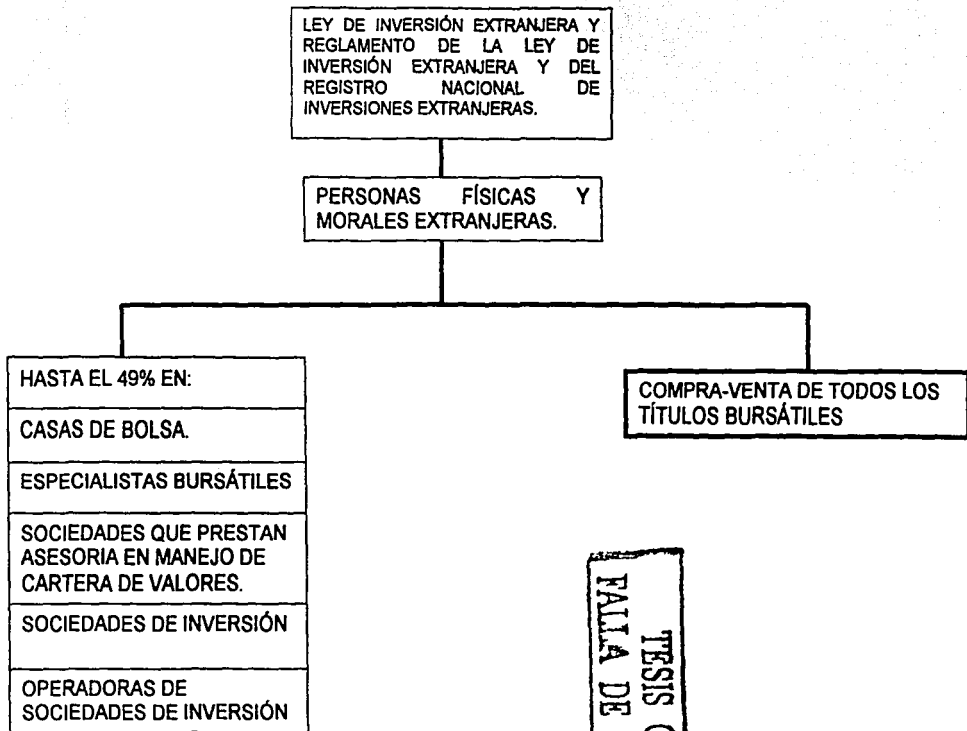 LEY DE INVERSIÓN EXTRANJERA Y
REGLAMENTO DE LA LEY DE
INVERSIÓN EXTRANJERA Y DEL
REGISTRO NACIONAL DE
INVERSIONES EXTRANJERAS.
PERSONAS FÍSICAS Y
MORALES EXTRANJERAS.
HASTA EL 49% EN:
CASAS DE BOLSA.
ESPECIALISTAS BURSÁTILES
SOCIEDADES QUE PRESTAN
ASESORIA EN MANEJO DE
CARTERA DE VALORES.
SOCIEDADES DE INVERSIÓN
OPERADORAS DE
SOCIEDADES DE INVERSIÓN
COMPRA-VENTA DE TODOS LOS
TÍTULOS BURSÁTILES
TESIS
FALLA DE